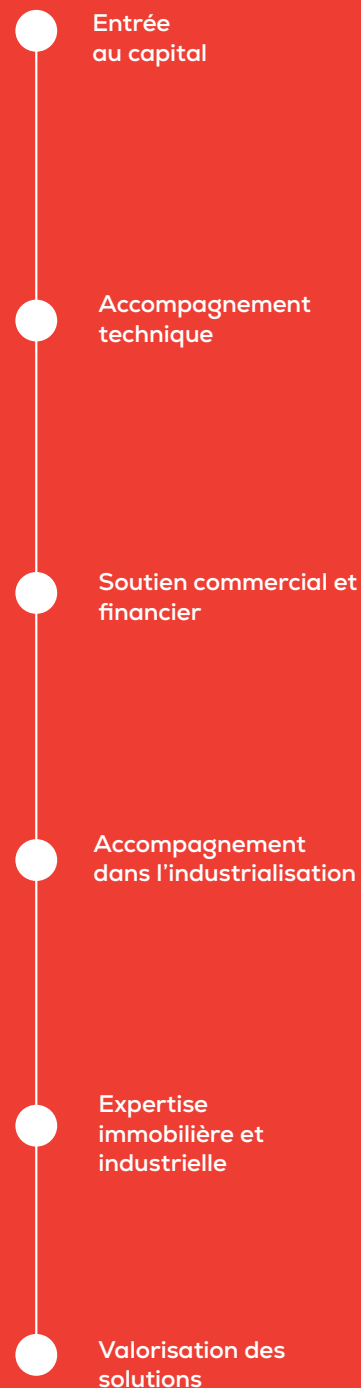 Entrée
au capital
Accompagnement
technique
Soutien commercial et
financier
Accompagnement
dans l'industrialisation
Expertise
immobilière et
industrielle
Valorisation des
solutions